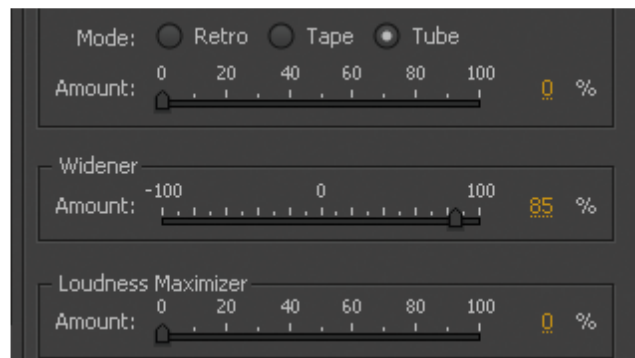 Mode: Retro Tape Tube
0 20 40 60 80 100
Amount: 0 %
Widener
-100 0 100
Amount: 85 %
Loudness Maximizer
0 20 40 60 80 100
Amount: 0 %